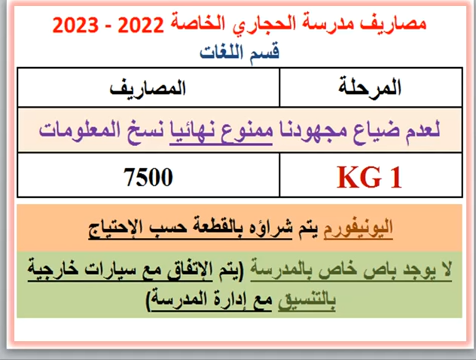 مصاريف مدرسة الحجاري الخاصة 2022 - 2023
قسم اللغات
المرحلة المصاريف
لعدم ضياع مجهودنا ممنوع نهائيا نسخ المعلومات
KG 1 7500
اليونيفورم يتم شراؤه بالقطعة حسب الإحتياج
لا يوجد باص خاص بالمدرسة (يتم الإتفاق مع سيارات خارجية
بالتنسيق مع إدارة المدرسة)